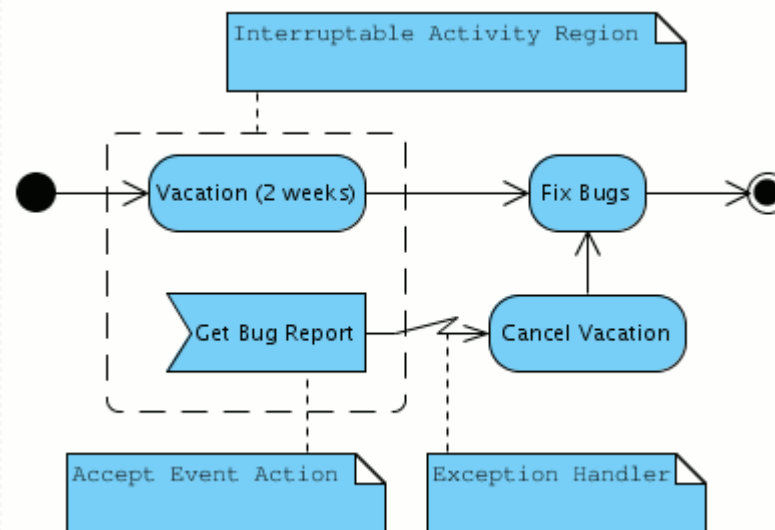 Interruptable Activity Region
Vacation (2 weeks)
Fix Bugs
Get Bug Report
Cancel Vacation
Accept Event Action
Exception Handler